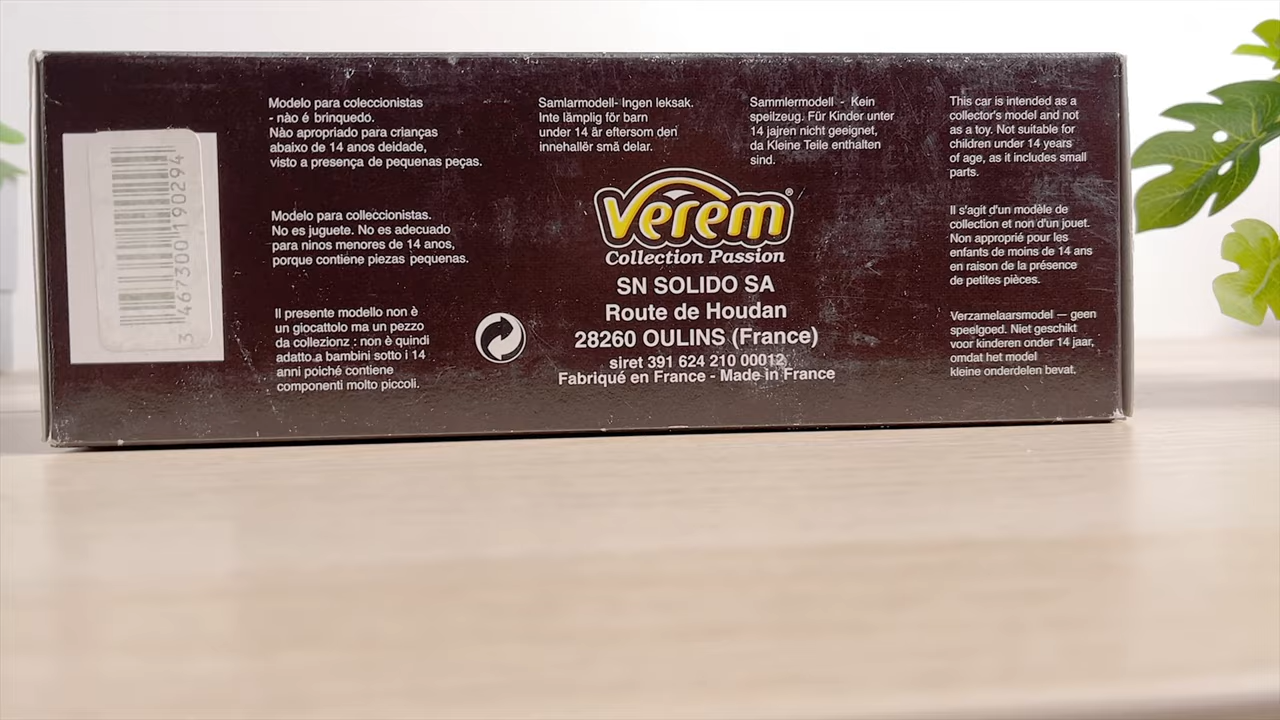 3 467300 190294
Modelo para coleccionistas
- nào é brinquedo.
Nào apropriado para crianças
abaixo de 14 anos deidade,
visto a presença de pequenas peças.
Modelo para colleccionistas.
No es juguete. No es adecuado
para ninos menores de 14 anos,
porque contiene piezas pequenas.
Il presente modello non è
un giocattolo ma un pezzo
da collezionz : non è quindi
adatto.a bambini sotto i 14
anni poiché contiene
componenti molto piccoli.
Samlarmodell- Ingen leksak.
Inte lämplig för barn
under 14 är eftersom den
innehallër små delar.
Sammlermodell - Kein
speilzeug. Für Kinder unter
14 jajren nicht geeignet,
da Kleine Teile enthalten
sind.
Verem®
Collection Passion
SN SOLIDO SA
Route de Houdan
28260 OULINS (France)
siret 391 624 210 00012
Fabriqué en France - Made in France
This car is intended as a
collector's model and not
as a toy. Not suitable for
children under 14 years
of age, as it includes small
parts.
Il s'agit d'un modèle de
collection et non d'un jouet.
Non approprié pour les
enfants de moins de 14 ans
en raison de la présence
de petites pièces.
Verzamelaarsmodel — geen
speelgoed. Niet geschikt
voor kinderen onder 14 jaar,
omdat het model
kleine onderdelen bevat.